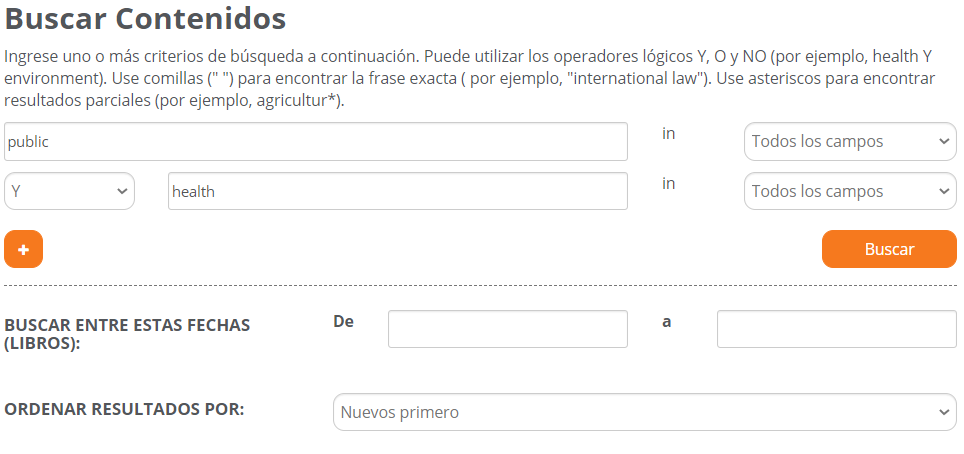 Buscar Contenidos
Ingrese uno o más criterios de búsqueda a continuación. Puede utilizar los operadores lógicos Y, O y NO (por ejemplo, health Y
environment). Use comillas (" ") para encontrar la frase exacta ( por ejemplo, "international law"). Use asteriscos para encontrar
resultados parciales (por ejemplo, agricultur*).
public in Todos los campos
Y health in Todos los campos
+ Buscar
BUSCAR ENTRE ESTAS FECHAS De a
(LIBROS):
ORDENAR RESULTADOS POR: Nuevos primero